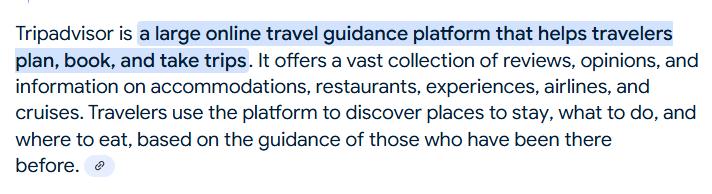 Tripadvisor is a large online travel guidance platform that helps travelers
plan, book, and take trips. It offers a vast collection of reviews, opinions, and
information on accommodations, restaurants, experiences, airlines, and
cruises. Travelers use the platform to discover places to stay, what to do, and
where to eat, based on the guidance of those who have been there
before.